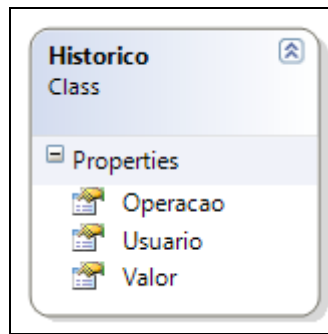 Historico
Class
Properties
Operacao
Usuario
Valor